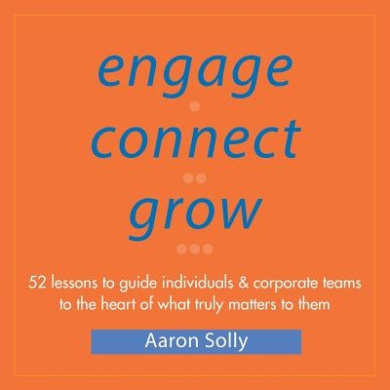 engage
connect
grow
52 lessons to guide individuals & corporate teams
to the heart of what truly matters to them
Aaron Solly